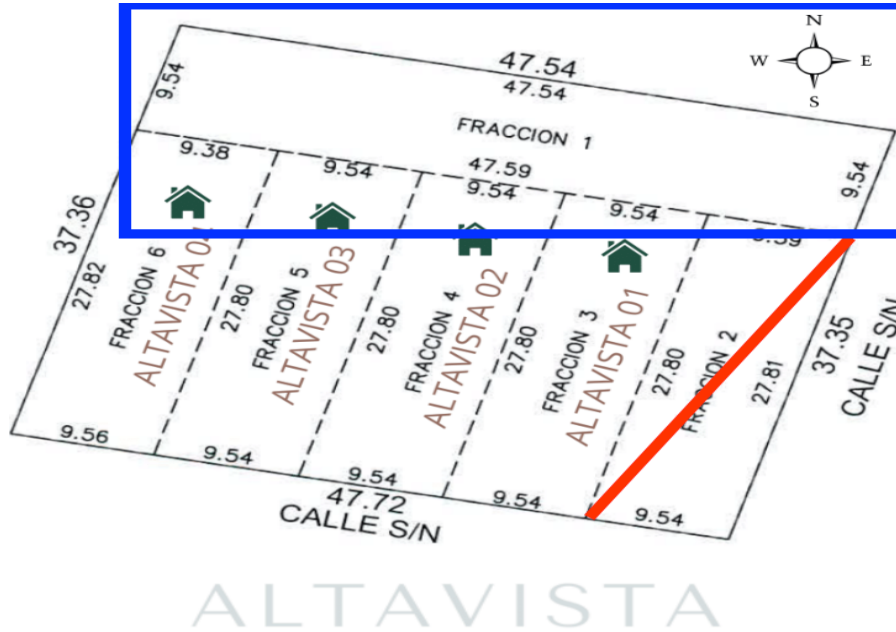 N
W E
S
47.54
47.54
9.54
FRACCION 1
9.54
9.38
9.54
47.59
9.54
9.54
9.59
37.36
27.82
FRACCION 6
ALTAVISTA 04
27.80
FRACCION 5
ALTAVISTA 03
27.80
FRACCION 4
ALTAVISTA 02
27.80
FRACCION 3
ALTAVISTA 01
27.80
FRACCION 2
27.81
37.35
CALLE S/N
9.56
9.54
9.54
9.54
9.54
47.72
CALLE S/N
ALTAVISTA